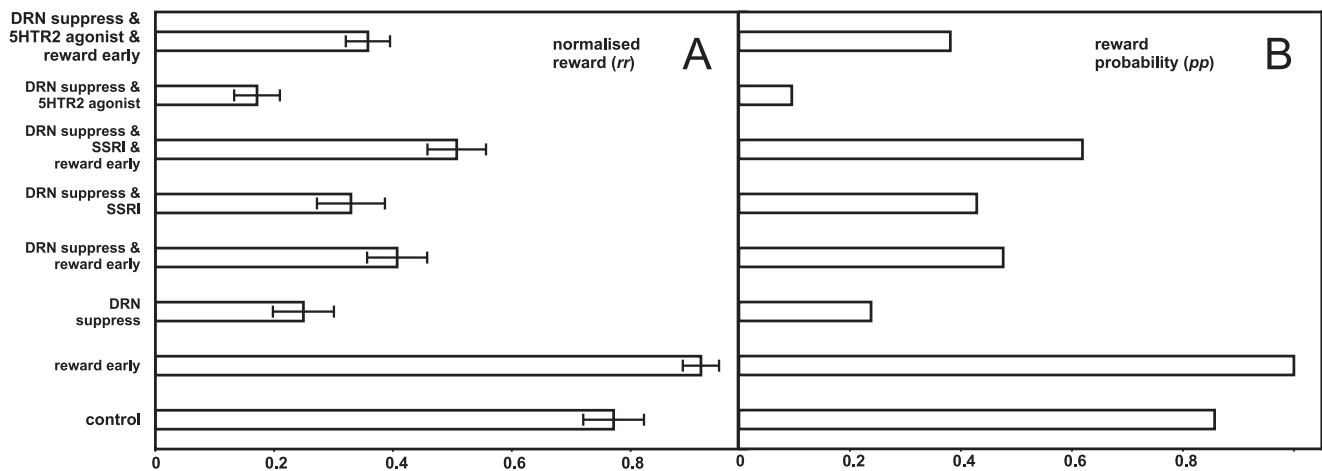 DRN suppress &
5HTR2 agonist &
reward early
DRN suppress &
5HTR2 agonist
DRN suppress &
SSRI &
reward early
DRN suppress &
SSRI
DRN suppress &
reward early
DRN
suppress
reward early
control
normalised
reward (rr)
A
0 0.2 0.4 0.6 0.8
reward
probability (pp)
B
0 0.2 0.4 0.6 0.8